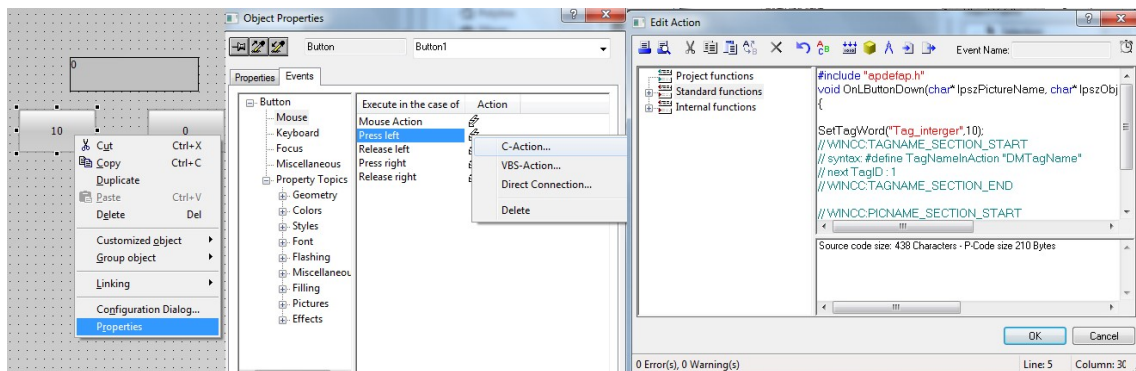 0
10
0
Cut Ctrl+X
Copy Ctrl+C
Duplicate
Paste Ctrl+V
Delete Del
Customized object
Group object
Linking
Configuration Dialog...
Properties
Object Properties
Button Button1
Properties Events
Button
Mouse
Keyboard
Focus
Miscellaneous
Property Topics
Geometry
Colors
Styles
Font
Flashing
Miscellaneou
Filling
Pictures
Effects
Execute in the case of Action
Mouse Action
Press left
Release left
Press right
Release right
C-Action...
VBS-Action...
Direct Connection...
Delete
Edit Action
Event Name:
Project functions
Standard functions
Internal functions
#include "apdefap.h"
void OnLButtonDown(char* lpszPictureName, char* lpszObj
{
SetTagWord("Tag_interger",10);
//WINCC:TAGNAME_SECTION_START
// syntax: #define TagNameInAction "DMTagName"
// next TagID : 1
//WINCC:TAGNAME_SECTION_END
//WINCC:PICNAME_SECTION_START
Source code size: 438 Characters - P-Code size 210 Bytes
OK Cancel
0 Error(s), 0 Warning(s) Line: 5 Column: 3